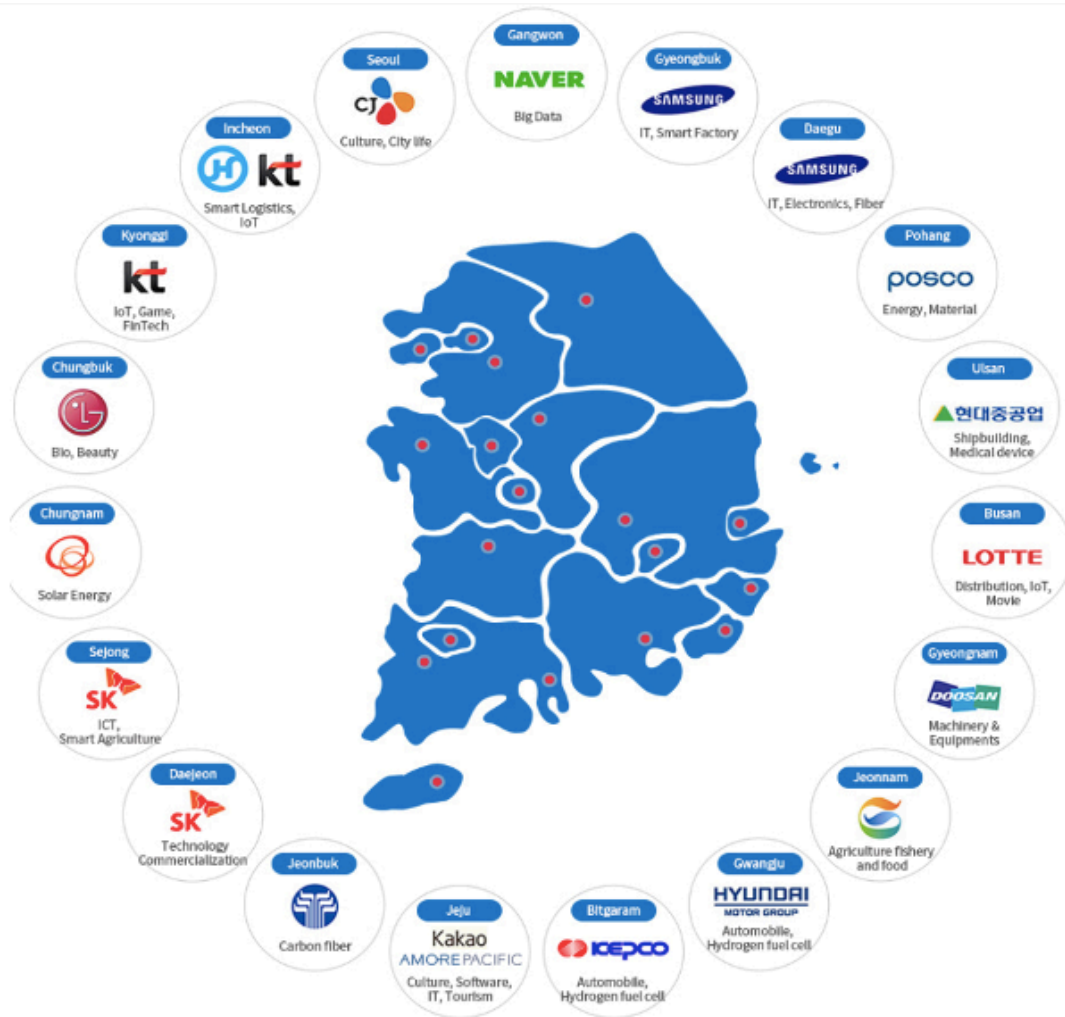 Gangwon
NAVER
Big Data
Gyeongbuk
SAMSUNG
IT, Smart Factory
Daegu
SAMSUNG
IT, Electronics, Fiber
Pohang
posco
Energy, Material
Ulsan
현대중공업
Shipbuilding,
Medical device
Busan
LOTTE
Distribution, IoT,
Movie
Gyeongnam
DOOSAN
Machinery &
Equipments
Jeonnam
Agriculture fishery
and food
Gwangju
HYUNDAI
MOTOR GROUP
Automobile,
Hydrogen fuel cell
Bitgaram
KEPCO
Automobile,
Hydrogen fuel cell
Jeju
Kakao
AMOREPACIFIC
Culture, Software,
IT, Tourism
Jeonbuk
Carbon fiber
Daejeon
SK
Technology
Commercialization
Sejong
SK
ICT,
Smart Agriculture
Chungnam
Solar Energy
Chungbuk
LG
Bio, Beauty
Kyonggi
kt
IoT, Game,
FinTech
Incheon
H kt
Smart Logistics,
IoT
Seoul
CJ
Culture, City life